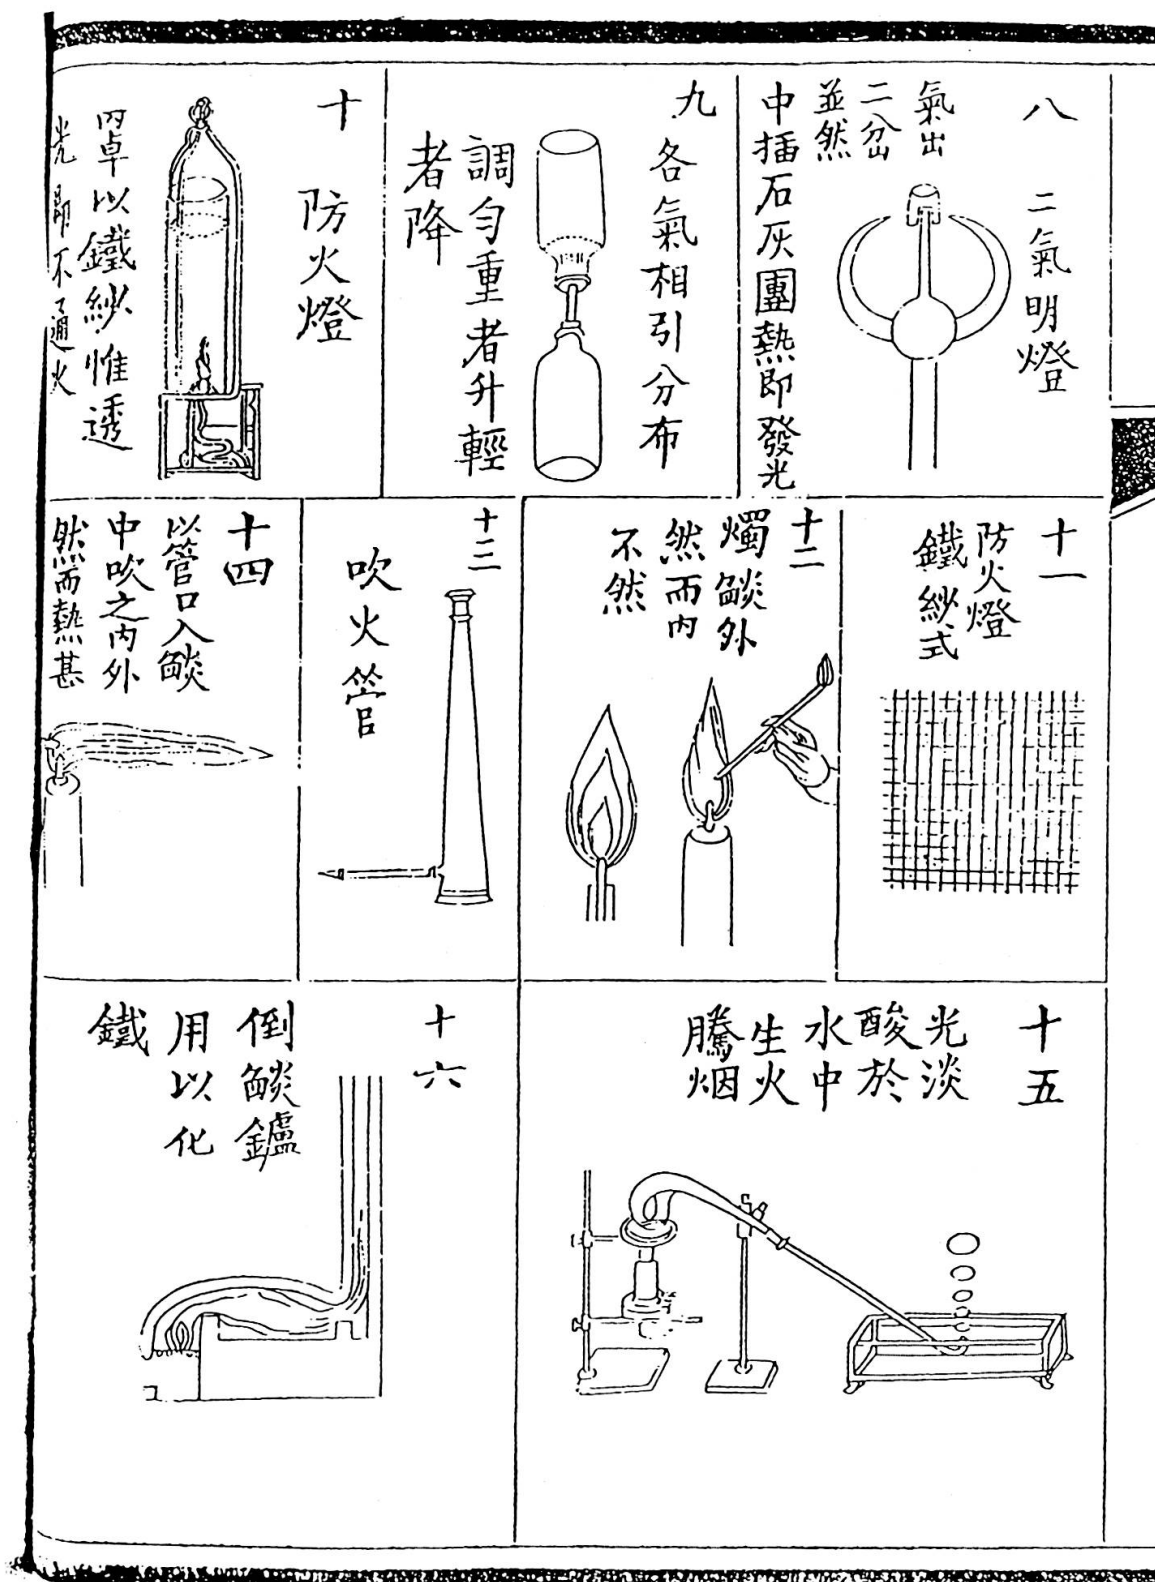 八
二氣明燈
氣出
二岔
並然
中插石灰團熱即發光
九
各氣相引分布
調勻重者升輕
者降
十
防火燈
內卓以鐵紗惟透
光即不通火
十一
防火燈
鐵紗式
十二
燭燄外
然而內
不然
十三
吹火管
十四
以管口入燄
中吹之內外
然而熱甚
十五
光淡
酸於
水中
生火
騰烟
十六
倒燄鑪
用以化
鐵